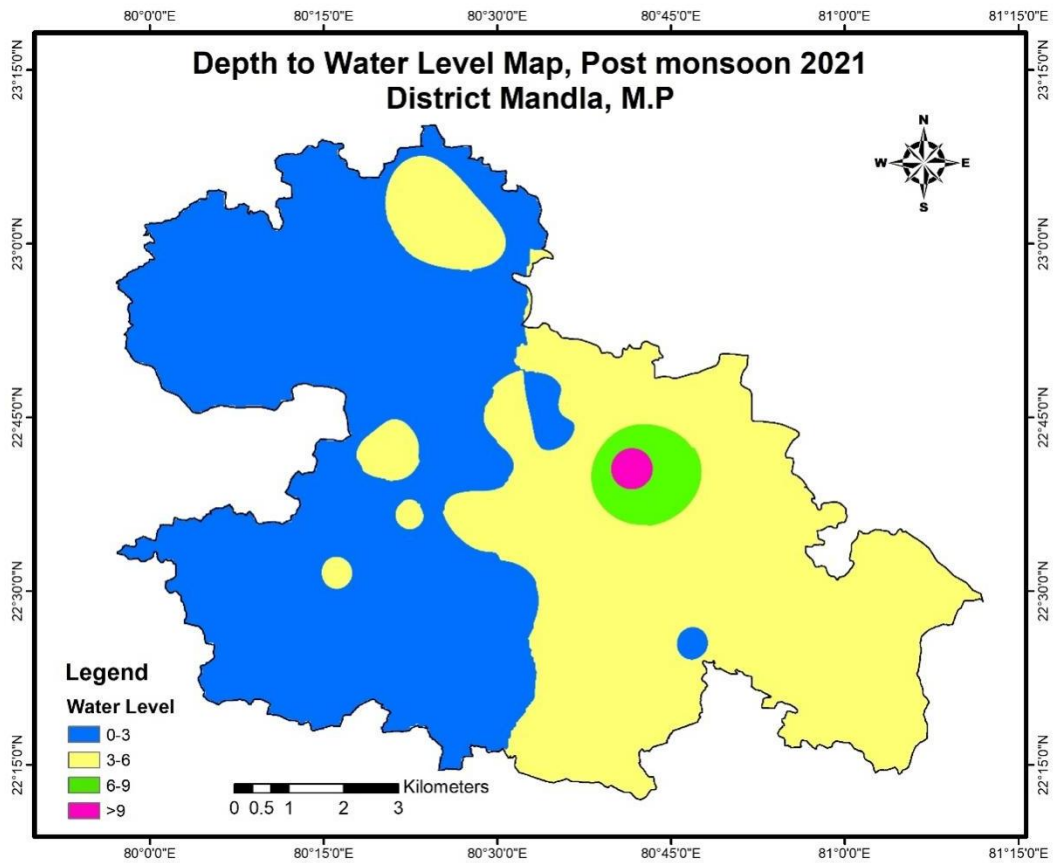 80°0'0"E 80°15'0"E 80°30'0"E 80°45'0"E 81°0'0"E 81°15'0"E
Depth to Water Level Map, Post monsoon 2021
District Mandla, M.P
23°15'0"N 23°15'0"N
N
W E
S
23°0'0"N 23°0'0"N
22°45'0"N 22°45'0"N
22°30'0"N 22°30'0"N
22°15'0"N 22°15'0"N
Legend
Water Level
0-3
3-6
6-9
>9
Kilometers
0 0.5 1 2 3
80°0'0"E 80°15'0"E 80°30'0"E 80°45'0"E 81°0'0"E 81°15'0"E